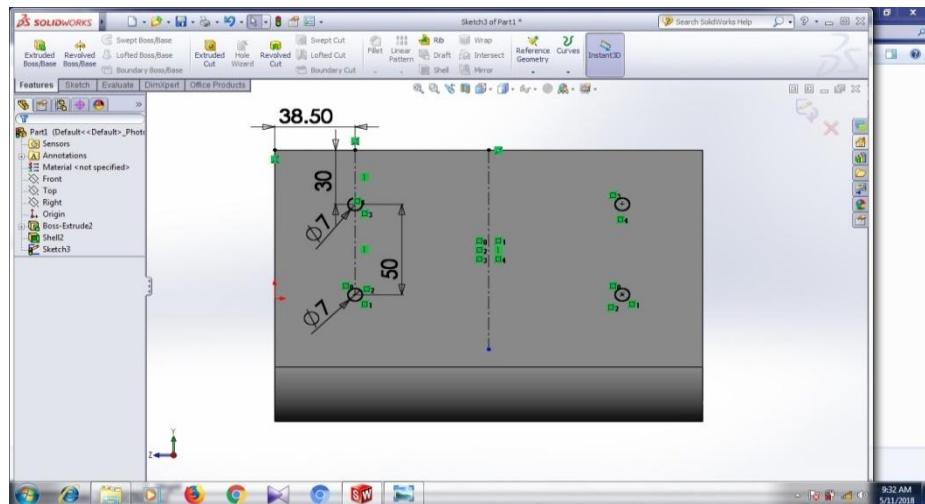 SOLIDWORKS
Sketch3 of Part1 *
Search SolidWorks Help
Extruded Boss/Base
Revolved Boss/Base
Swept Boss/Base
Lofted Boss/Base
Boundary Boss/Base
Extruded Cut
Hole Wizard
Revolved Cut
Swept Cut
Lofted Cut
Boundary Cut
Fillet
Linear Pattern
Rib
Draft
Shell
Wrap
Intersect
Mirror
Reference Geometry
Curves
Instant3D
Features Sketch Evaluate DimXpert Office Products
Part1 (Default<<Default>_Phot
Sensors
Annotations
Material <not specified>
Front
Top
Right
Origin
Boss-Extrude2
Shell2
Sketch3
38.50
30
Ø7
50
Ø7
Y
Z
9:32 AM
5/11/2018